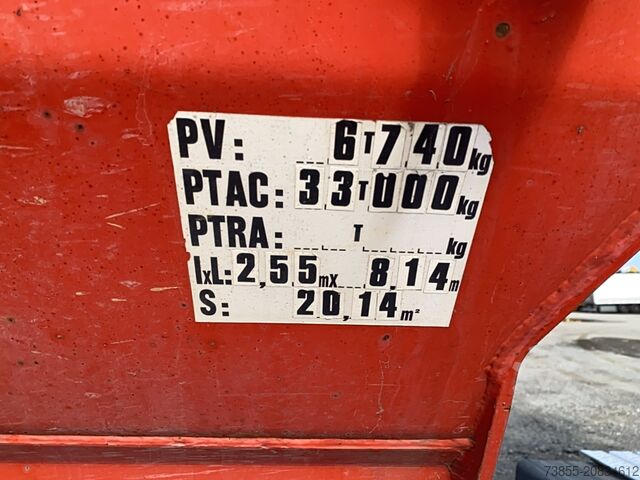 PV: 6T740kg
PTAC: 33T000kg
PTRA: T kg
lxL: 2,55mx 8,14m
S: 20,14m²
73855-20834612